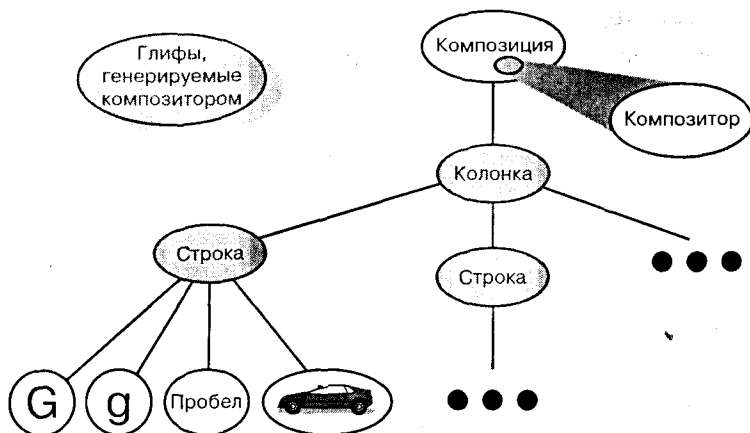 Глифы,
генерируемые
композитором
Композиция
Композитор
Колонка
Строка
Строка
G
g
Пробел